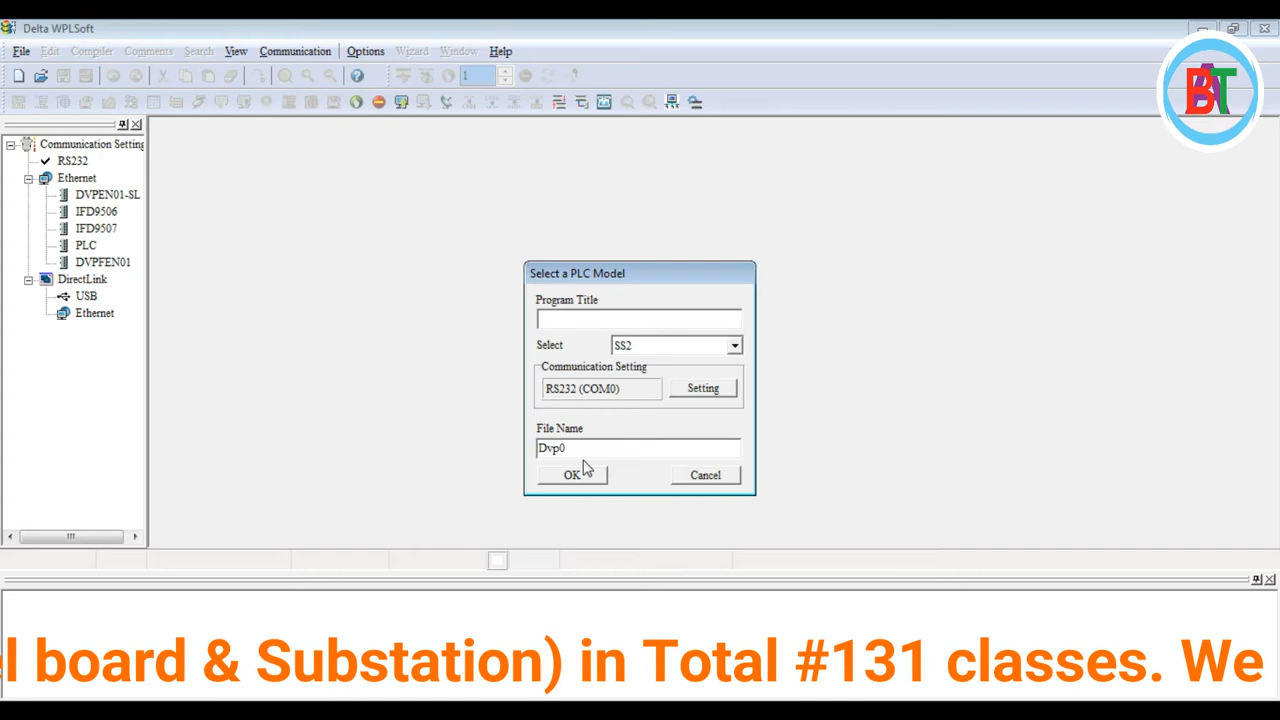 Delta WPLSoft
File Edit Compiler Comments Search View Communication Options Wizard Window Help
1
BAT
Communication Setting
RS232
Ethernet
DVPEN01-SL
IFD9506
IFD9507
PLC
DVPFEN01
DirectLink
USB
Ethernet
Select a PLC Model
Program Title
Select SS2
Communication Setting
RS232 (COM0) Setting
File Name
Dvp0
OK Cancel
board & Substation) in Total #131 classes. We